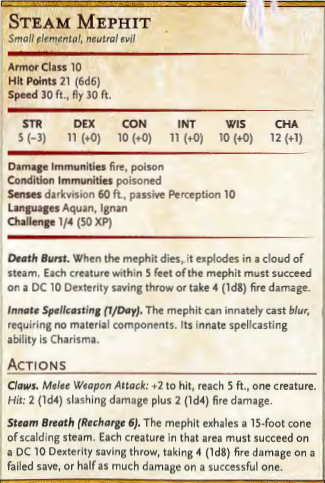 STEAM MEPHIT
Small elemental, neutral evil
Armor Class 10
Hit Points 21 (6d6)
Speed 30 ft., fly 30 ft.
STR DEX CON INT WIS CHA
5 (–3) 11 (+0) 10 (+0) 11 (+0) 10 (+0) 12 (+1)
Damage Immunities fire, poison
Condition Immunities poisoned
Senses darkvision 60 ft., passive Perception 10
Languages Aquan, Ignan
Challenge 1/4 (50 XP)
Death Burst. When the mephit dies, it explodes in a cloud of
steam. Each creature within 5 feet of the mephit must succeed
on a DC 10 Dexterity saving throw or take 4 (1d8) fire damage.
Innate Spellcasting (1/Day). The mephit can innately cast blur,
requiring no material components. Its innate spellcasting
ability is Charisma.
ACTIONS
Claws. Melee Weapon Attack: +2 to hit, reach 5 ft., one creature.
Hit: 2 (1d4) slashing damage plus 2 (1d4) fire damage.
Steam Breath (Recharge 6). The mephit exhales a 15-foot cone
of scalding steam. Each creature in that area must succeed on
a DC 10 Dexterity saving throw, taking 4 (1d8) fire damage on a
failed save, or half as much damage on a successful one.